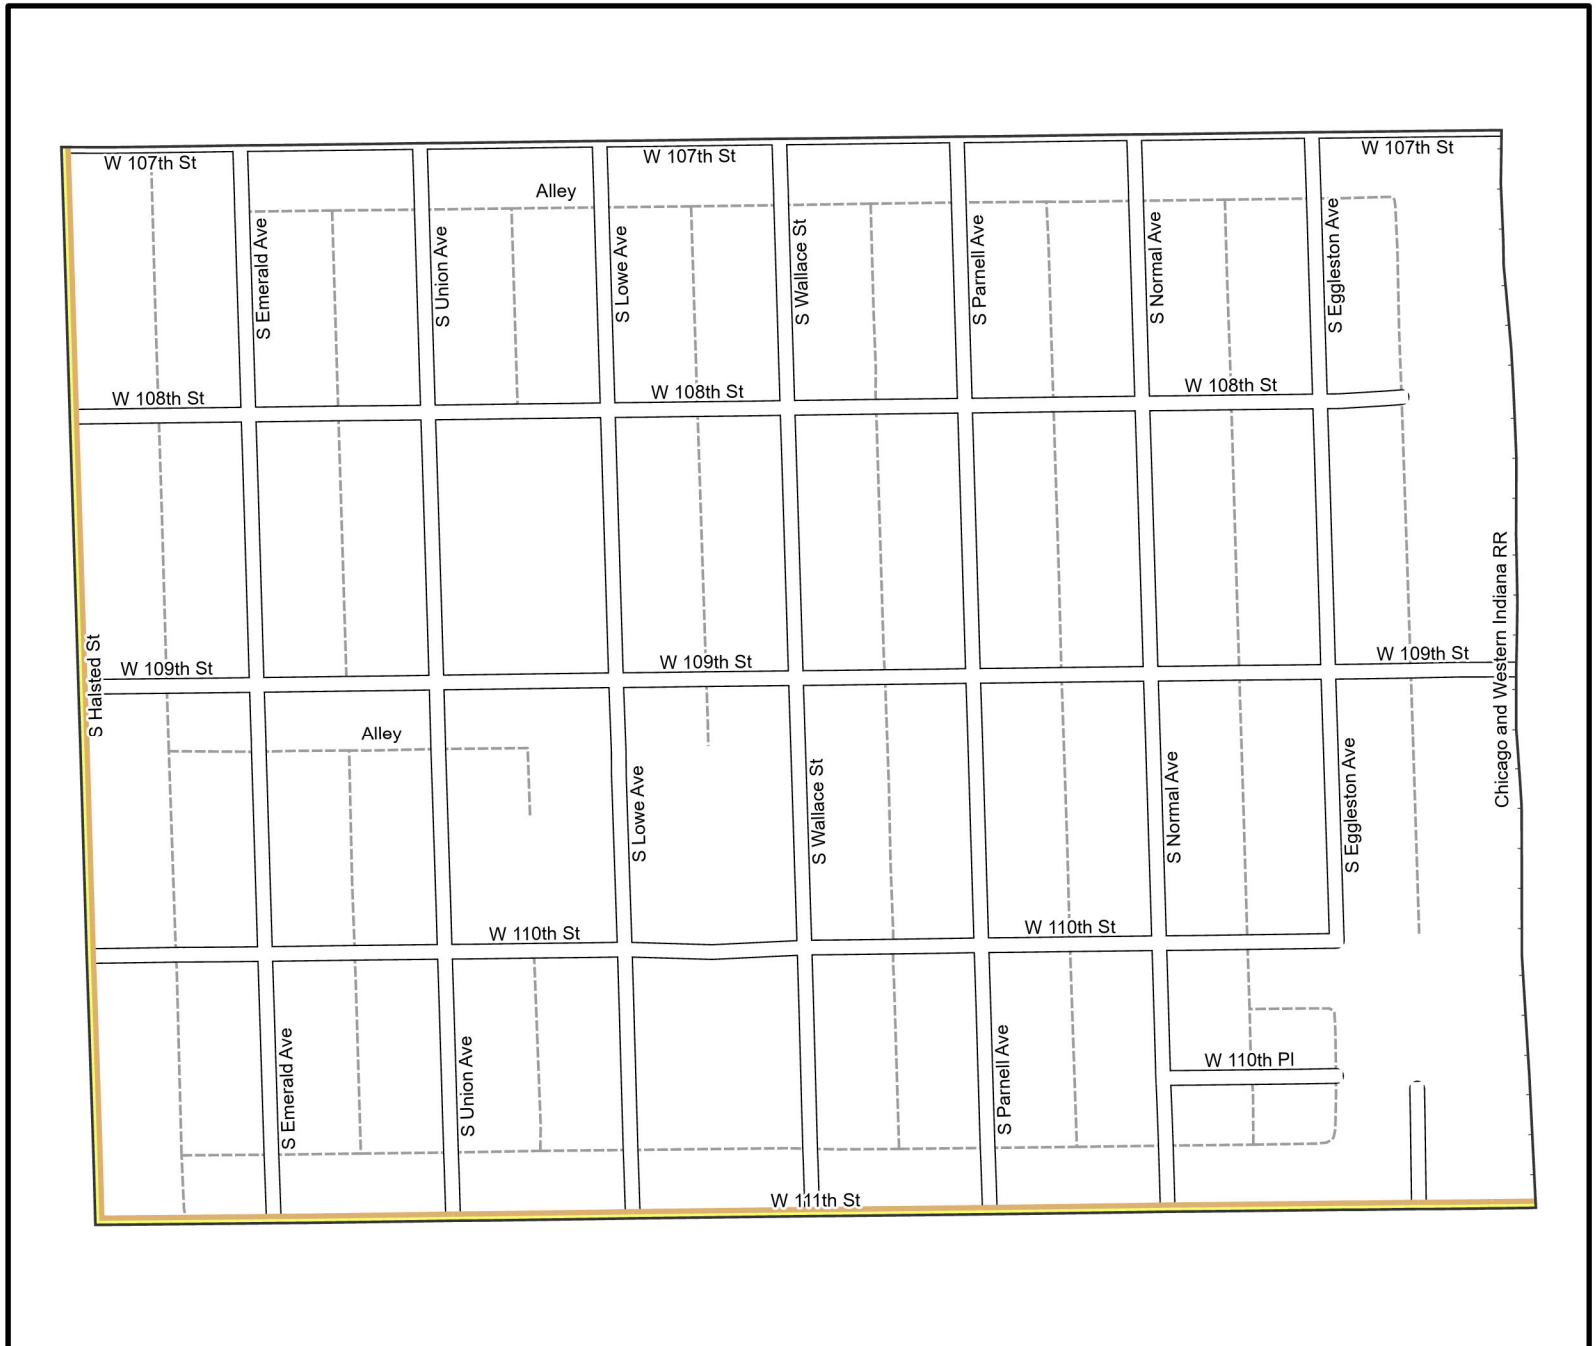 W 107th St
W 107th St
W 107th St
Alley
S Emerald Ave
S Union Ave
S Lowe Ave
S Wallace St
S Parnell Ave
S Normal Ave
S Eggleston Ave
W 108th St
W 108th St
W 108th St
S Halsted St
W 109th St
W 109th St
W 109th St
Chicago and Western Indiana RR
Alley
S Lowe Ave
S Wallace St
S Normal Ave
S Eggleston Ave
W 110th St
W 110th St
S Emerald Ave
S Union Ave
S Parnell Ave
W 110th Pl
W 111th St